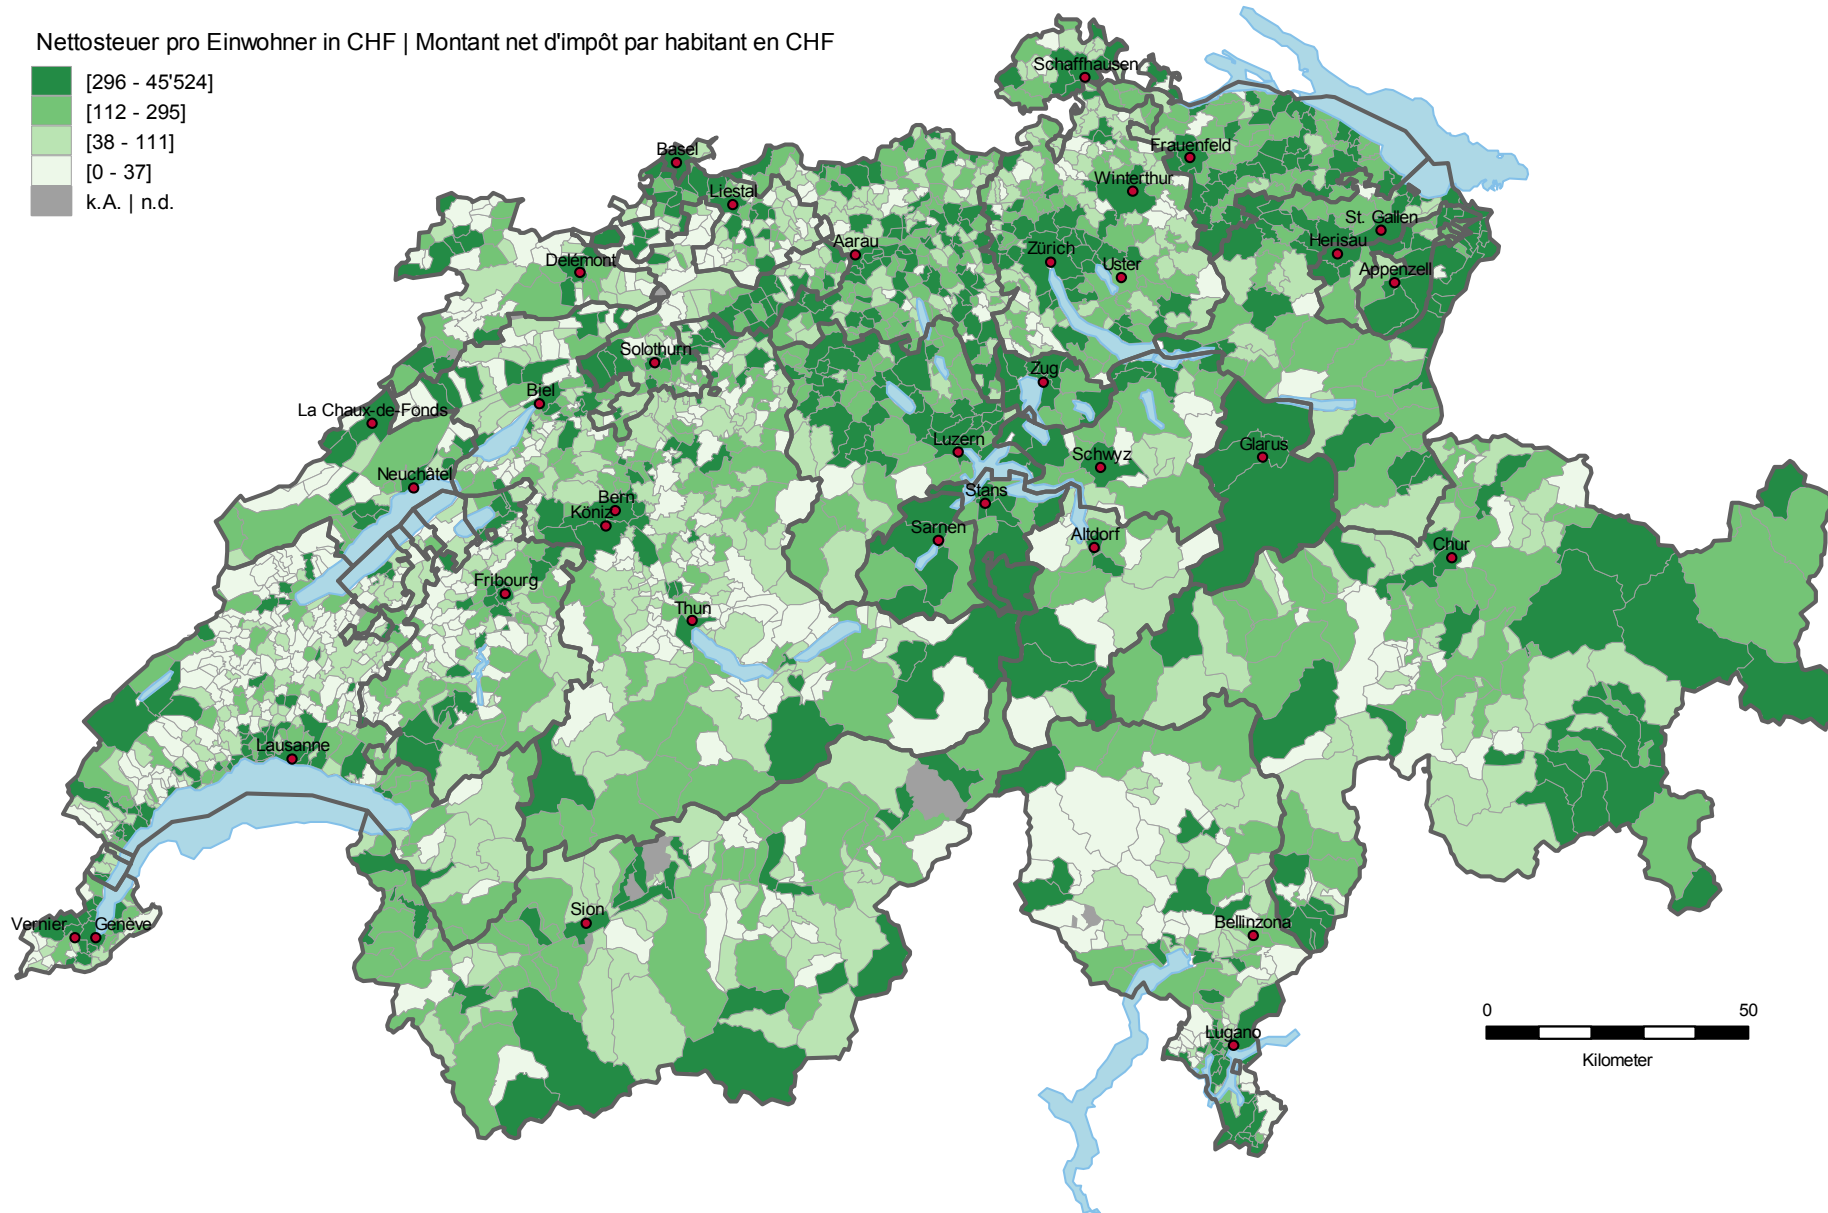 Nettosteuer pro Einwohner in CHF | Montant net d'impôt par habitant en CHF
[296 - 45'524]
[112 - 295]
[38 - 111]
[0 - 37]
k.A. | n.d.
Schaffhausen
Basel
Frauenfeld
Winterthur
Liestal
St. Gallen
Aarau
Herisau
Zürich
Delémont
Uster
Appenzell
Solothurn
Zug
Biel
La Chaux-de-Fonds
Luzern
Glarus
Schwyz
Neuchâtel
Stans
Bern
Köniz
Sarnen
Altdorf
Chur
Fribourg
Thun
Lausanne
Sion
Bellinzona
Vernier
Genève
Lugano
0 50
Kilometer